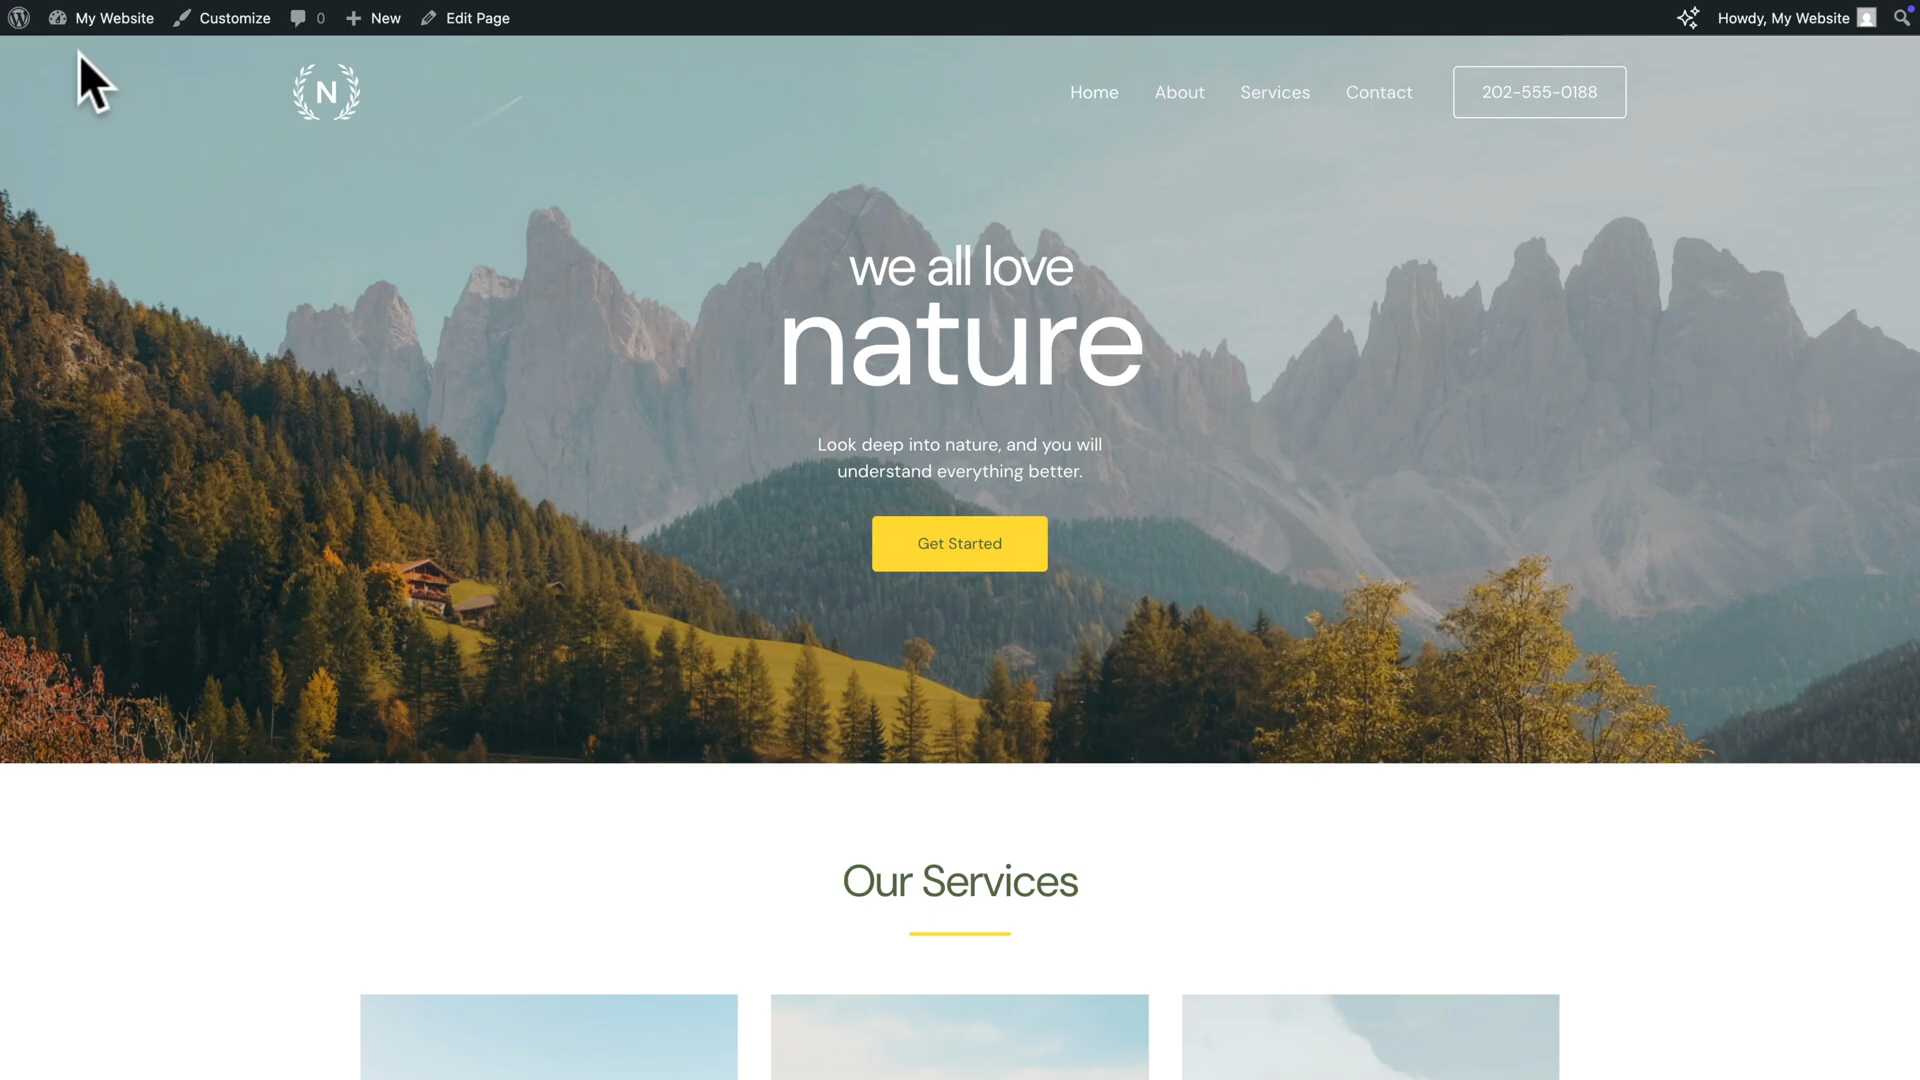 My Website
Customize
0
New
Edit Page
Howdy, My Website
N
Home
About
Services
Contact
202-555-0188
we all love
nature
Look deep into nature, and you will
understand everything better.
Get Started
Our Services